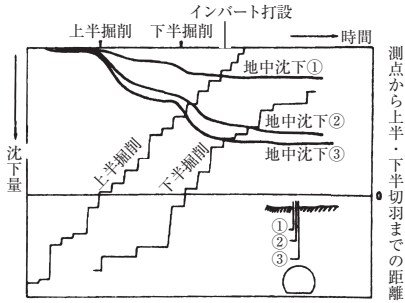 インバート打設
上半掘削
下半掘削
時間
地中沈下①
地中沈下②
地中沈下③
沈下量
上半掘削
下半掘削
0
①
②
③
測点から上半・下半切羽までの距離